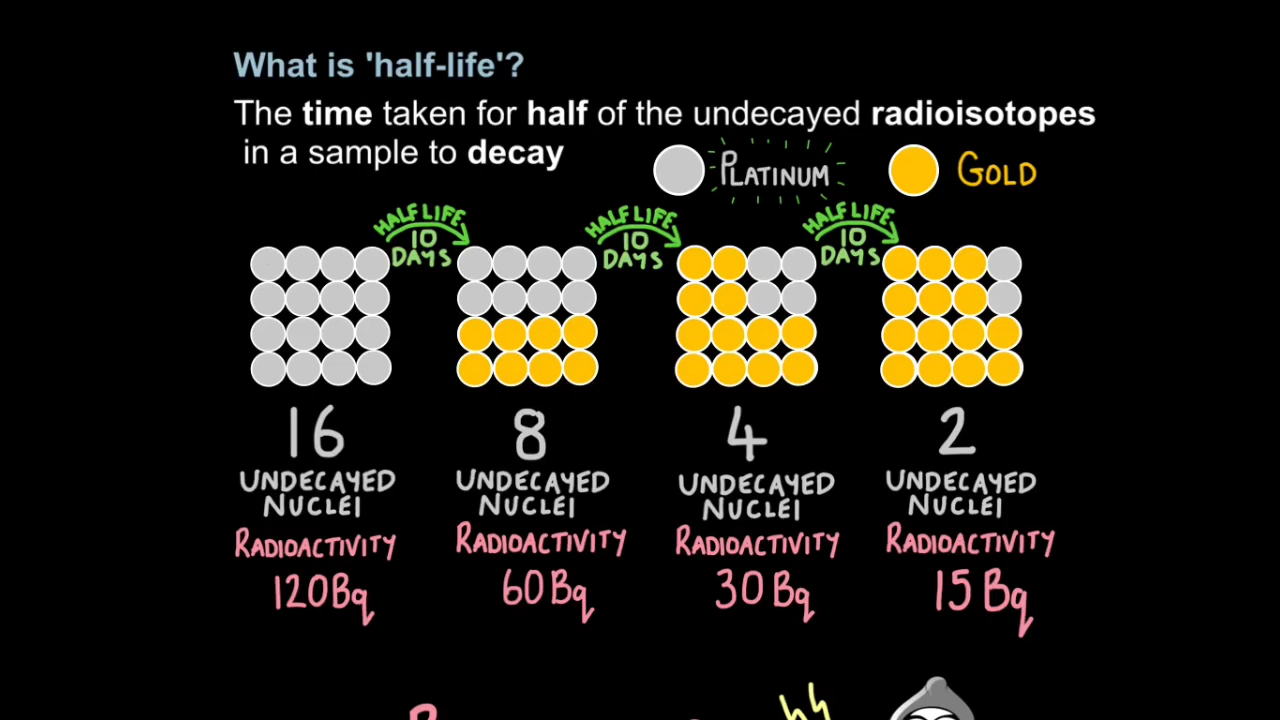 What is 'half-life'?
The time taken for half of the undecayed radioisotopes
in a sample to decay
PLATINUM
GOLD
HALF LIFE
10
DAYS
HALF LIFE
10
DAYS
HALF LIFE
10
DAYS
16
UNDECAYED
NUCLEI
RADIOACTIVITY
120Bq
8
UNDECAYED
NUCLEI
RADIOACTIVITY
60Bq
4
UNDECAYED
NUCLEI
RADIOACTIVITY
30Bq
2
UNDECAYED
NUCLEI
RADIOACTIVITY
15Bq